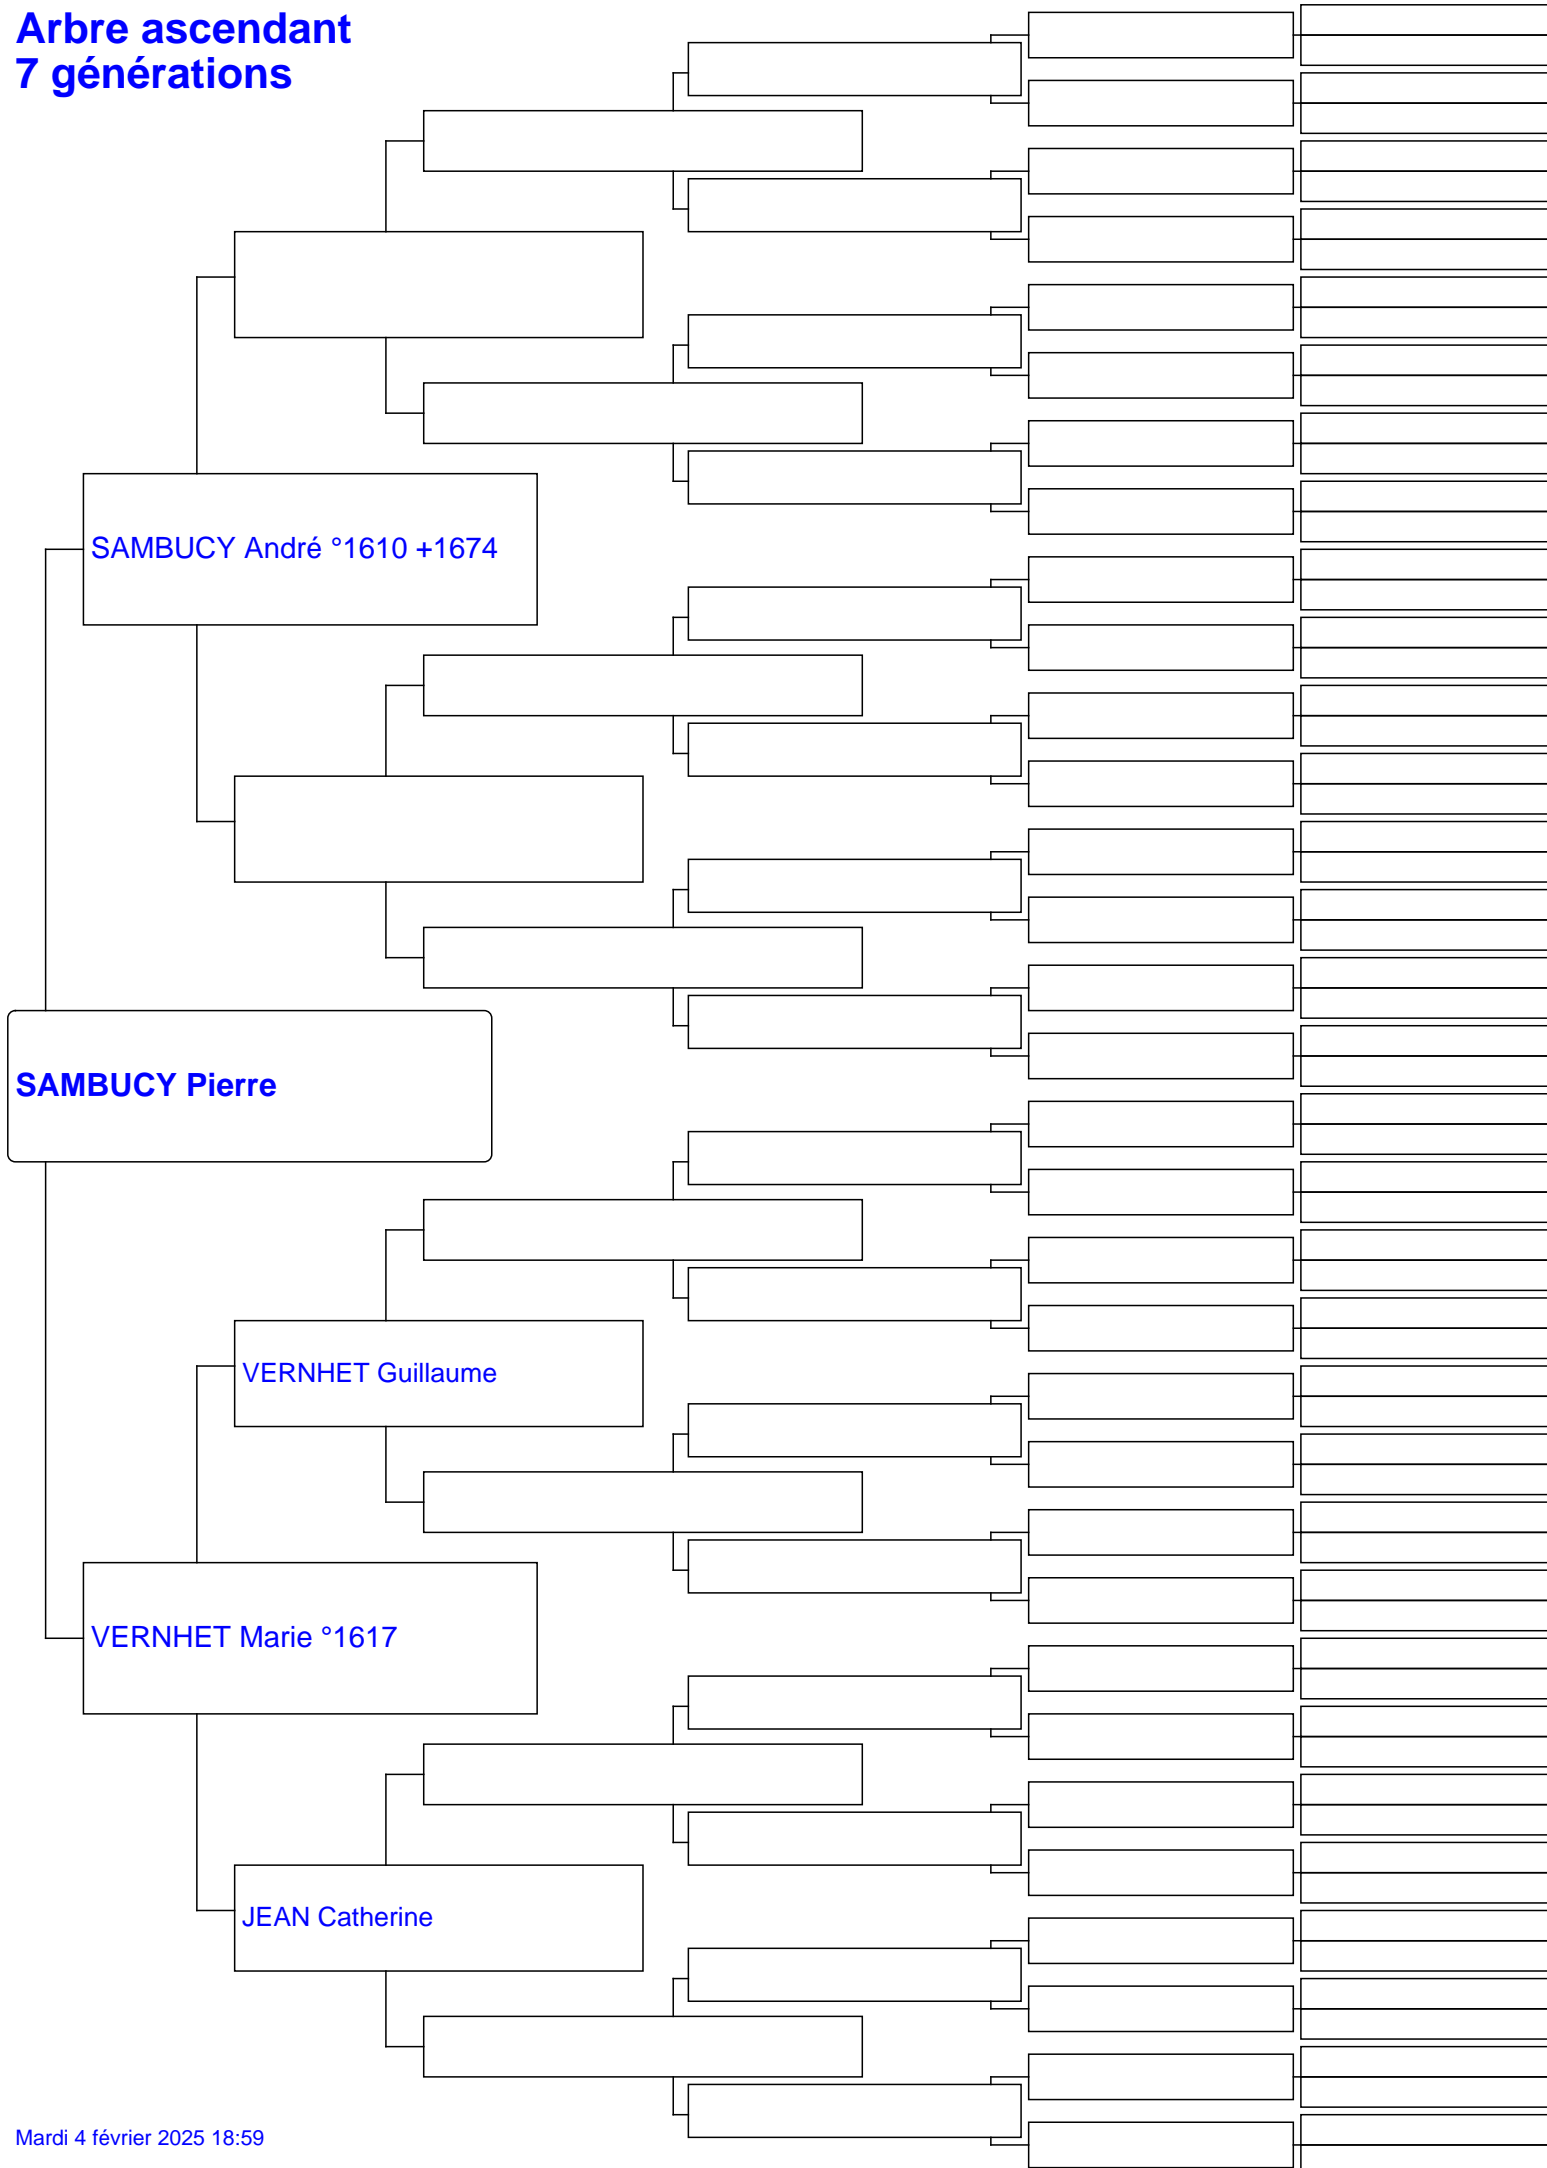 Arbre ascendant
7 générations
SAMBUCY André °1610 +1674
SAMBUCY Pierre
VERNHET Guillaume
VERNHET Marie °1617
JEAN Catherine
Mardi 4 février 2025 18:59